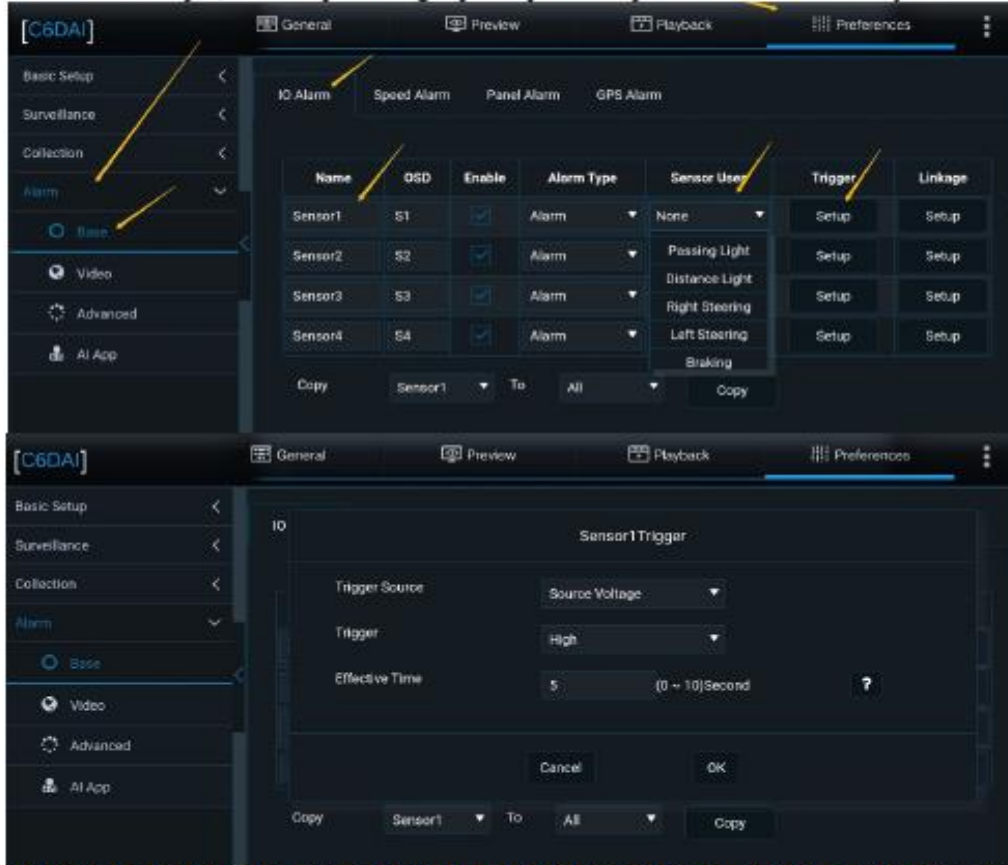 [C6DAI] General Preview Playback Preferences
Basic Setup
IO Alarm Speed Alarm Panel Alarm GPS Alarm
Surveillance
Collection
Name OSD Enable Alarm Type Sensor User Trigger Linkage
Alarm
Sensor1 S1 Alarm None Setup Setup
Base
Passing Light
Sensor2 S2 Alarm Setup Setup
Video
Distance Light
Sensor3 S3 Alarm Setup Setup
Right Steering
Advanced
Sensor4 S4 Alarm Left Steering Setup Setup
AI App
Braking
Copy Sensor1 To All Copy
[C6DAI] General Preview Playback Preferences
Basic Setup
IO Sensor1Trigger
Surveillance
Collection
Trigger Source Source Voltage
Alarm
Trigger High
Base
Effective Time 5 (0 ~ 10)Second ?
Video
Advanced
Cancel OK
AI App
Copy Sensor1 To All Copy